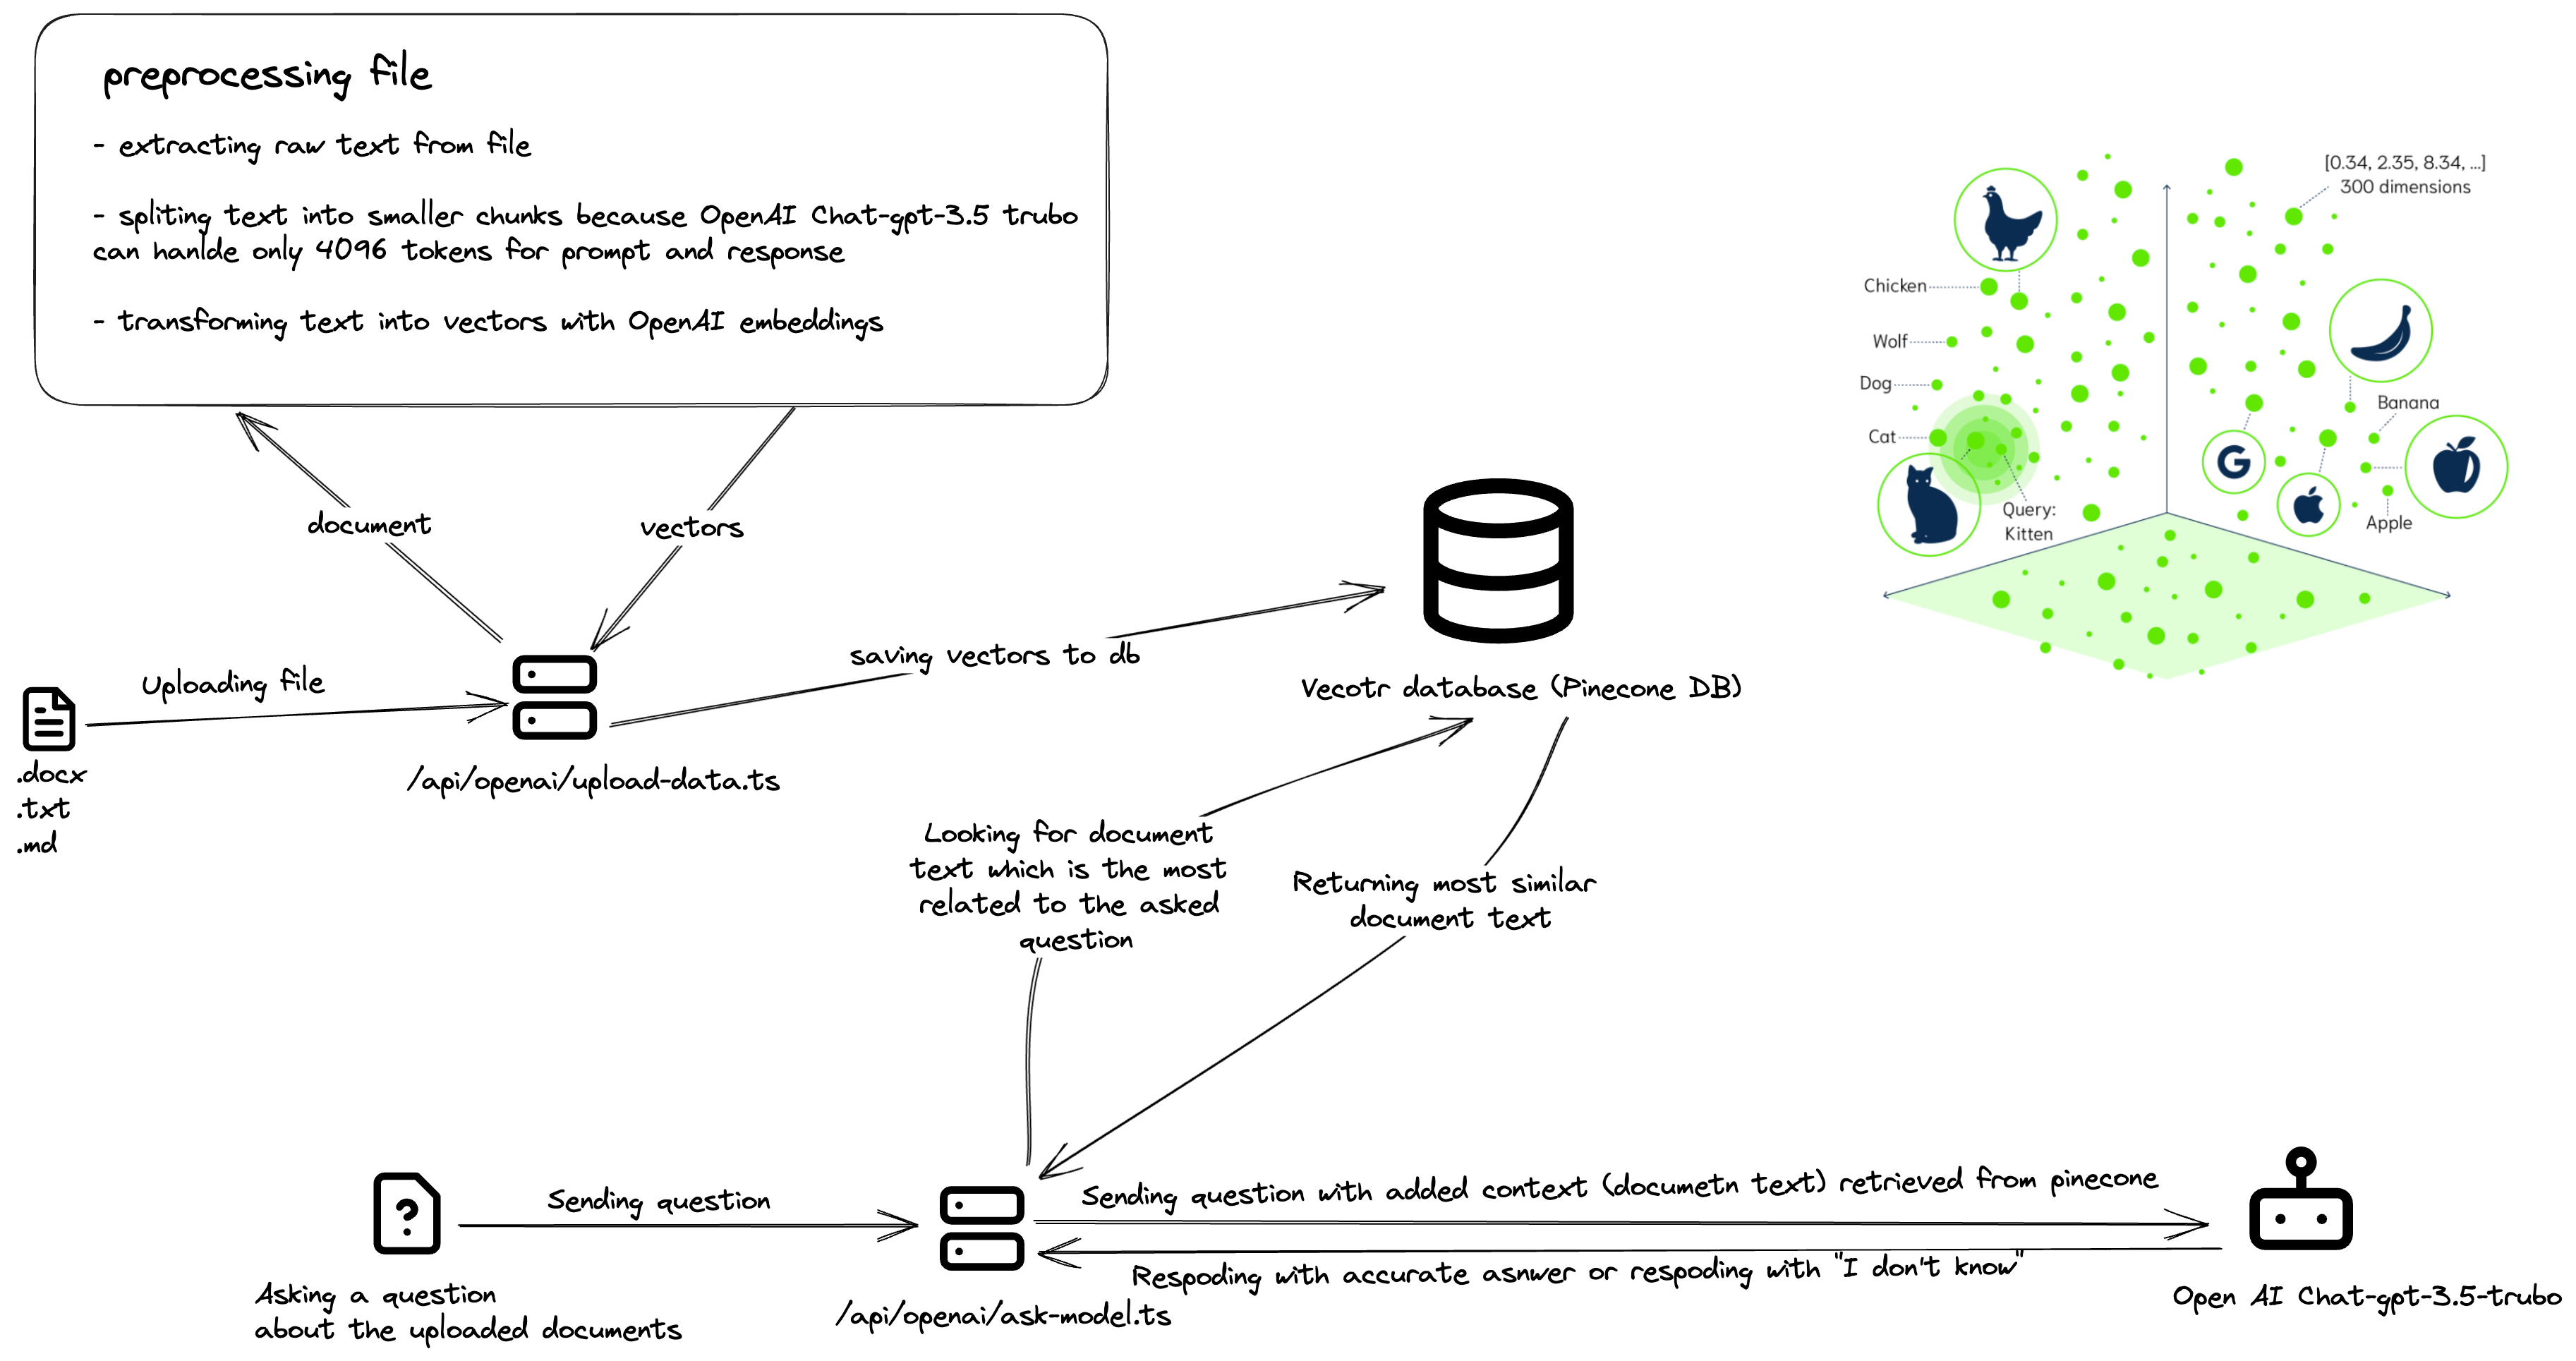 preprocessing file
- extracting raw text from file
- spliting text into smaller chunks because OpenAI Chat-gpt-3.5 trubo
can hanlde only 4096 tokens for prompt and response
- transforming text into vectors with OpenAI embeddings
document
vectors
Uploading file
.docx
.txt
.md
/api/openai/upload-data.ts
saving vectors to db
Vecotr database (Pinecone DB)
[0.34, 2.35, 8.34, ...]
300 dimensions
Chicken
Wolf
Dog
Cat
Query:
Kitten
Banana
Apple
G
Looking for document
text which is the most
related to the asked
question
Returning most similar
document text
Asking a question
about the uploaded documents
Sending question
/api/openai/ask-model.ts
Sending question with added context (documetn text) retrieved from pinecone
Respoding with accurate asnwer or respoding with "I don't know"
Open AI Chat-gpt-3.5-trubo